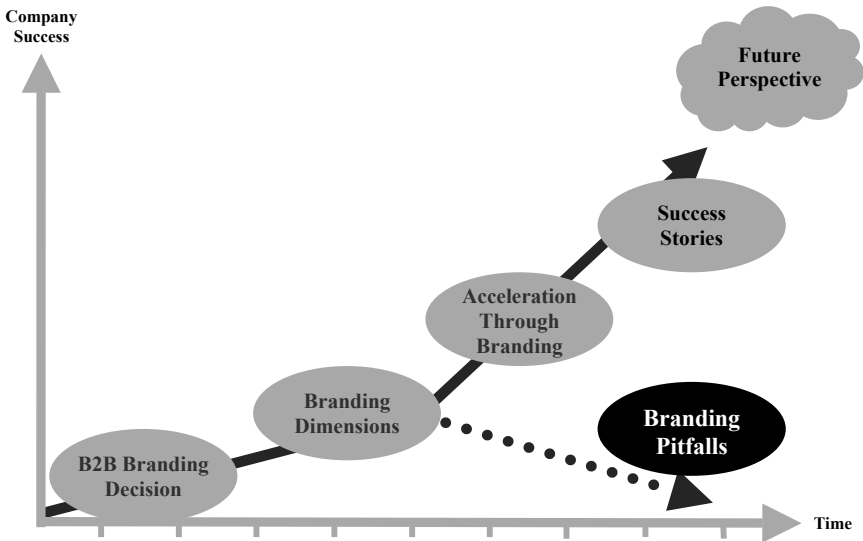 Company
Success
Future
Perspective
Success
Stories
Acceleration
Through
Branding
Branding
Dimensions
Branding
Pitfalls
B2B Branding
Decision
Time